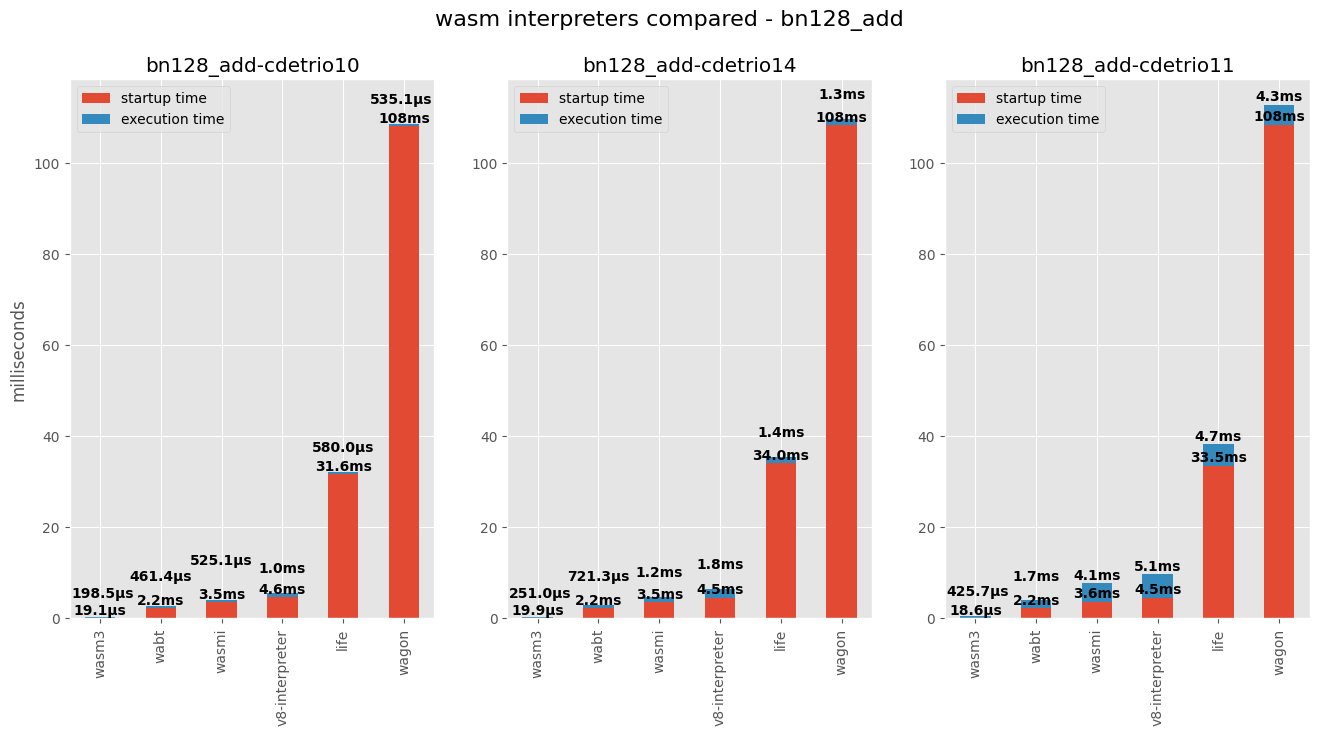 wasm interpreters compared - bn128_add
bn128_add-cdetrio10
startup time
execution time
milliseconds
100
80
60
40
20
0
198.5µs
19.1µs
461.4µs
2.2ms
525.1µs
3.5ms
1.0ms
4.6ms
580.0µs
31.6ms
535.1µs
108ms
wasm3
wabt
wasmi
v8-interpreter
life
wagon
bn128_add-cdetrio14
startup time
execution time
100
80
60
40
20
0
251.0µs
19.9µs
721.3µs
2.2ms
1.2ms
3.5ms
1.8ms
4.5ms
1.4ms
34.0ms
1.3ms
108ms
wasm3
wabt
wasmi
v8-interpreter
life
wagon
bn128_add-cdetrio11
startup time
execution time
100
80
60
40
20
0
425.7µs
18.6µs
1.7ms
2.2ms
4.1ms
3.6ms
5.1ms
4.5ms
4.7ms
33.5ms
4.3ms
108ms
wasm3
wabt
wasmi
v8-interpreter
life
wagon